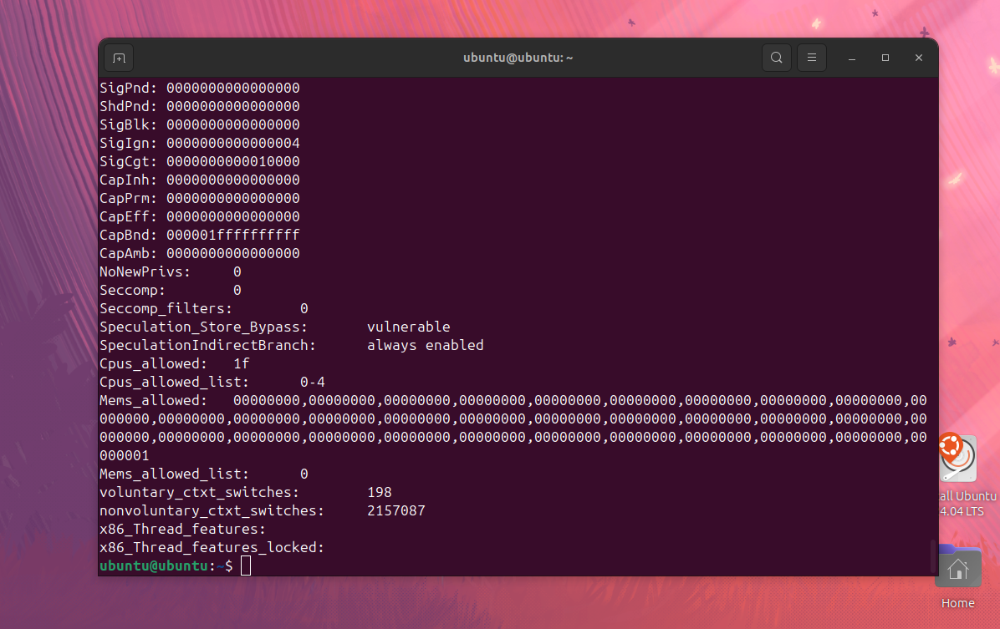 ubuntu@ubuntu: ~
SigPnd: 0000000000000000
ShdPnd: 0000000000000000
SigBlk: 0000000000000000
SigIgn: 0000000000000004
SigCgt: 0000000000010000
CapInh: 0000000000000000
CapPrm: 0000000000000000
CapEff: 0000000000000000
CapBnd: 000001ffffffffff
CapAmb: 0000000000000000
NoNewPrivs: 0
Seccomp: 0
Seccomp_filters: 0
Speculation_Store_Bypass: vulnerable
SpeculationIndirectBranch: always enabled
Cpus_allowed: 1f
Cpus_allowed_list: 0-4
Mems_allowed: 00000000,00000000,00000000,00000000,00000000,00000000,00000000,00000000,00000000,00
000000,00000000,00000000,00000000,00000000,00000000,00000000,00000000,00000000,00000000,00000000,00
000000,00000000,00000000,00000000,00000000,00000000,00000000,00000000,00000000,00000000,00000000,00
000001
Mems_allowed_list: 0
voluntary_ctxt_switches: 198
nonvoluntary_ctxt_switches: 2157087
x86_Thread_features:
x86_Thread_features_locked:
ubuntu@ubuntu:~$
all Ubuntu
4.04 LTS
Home